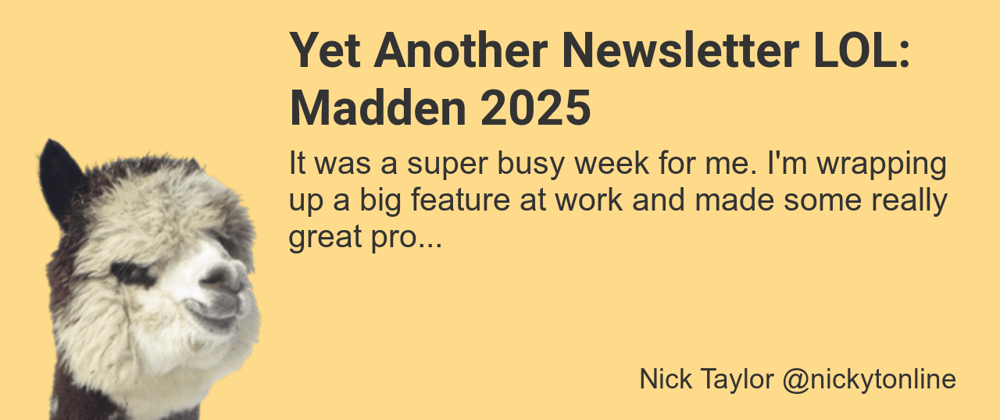 Yet Another Newsletter LOL:
Madden 2025
It was a super busy week for me. I'm wrapping
up a big feature at work and made some really
great pro...
Nick Taylor @nickytonline